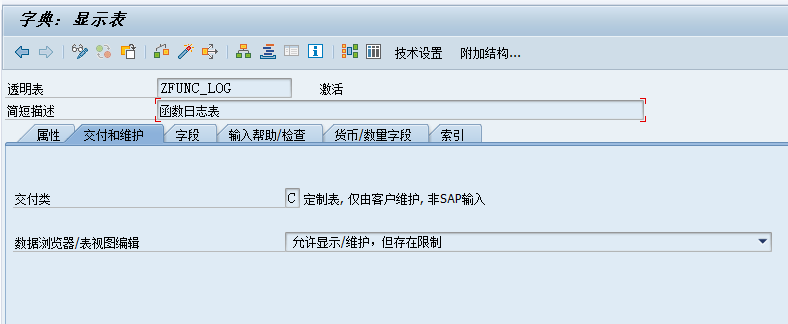 字典: 显示表
技术设置 附加结构...
透明表 ZFUNC_LOG 激活
简短描述 函数日志表
属性 交付和维护 字段 输入帮助/检查 货币/数量字段 索引
交付类 C 定制表, 仅由客户维护, 非SAP输入
数据浏览器/表视图编辑 允许显示/维护，但存在限制